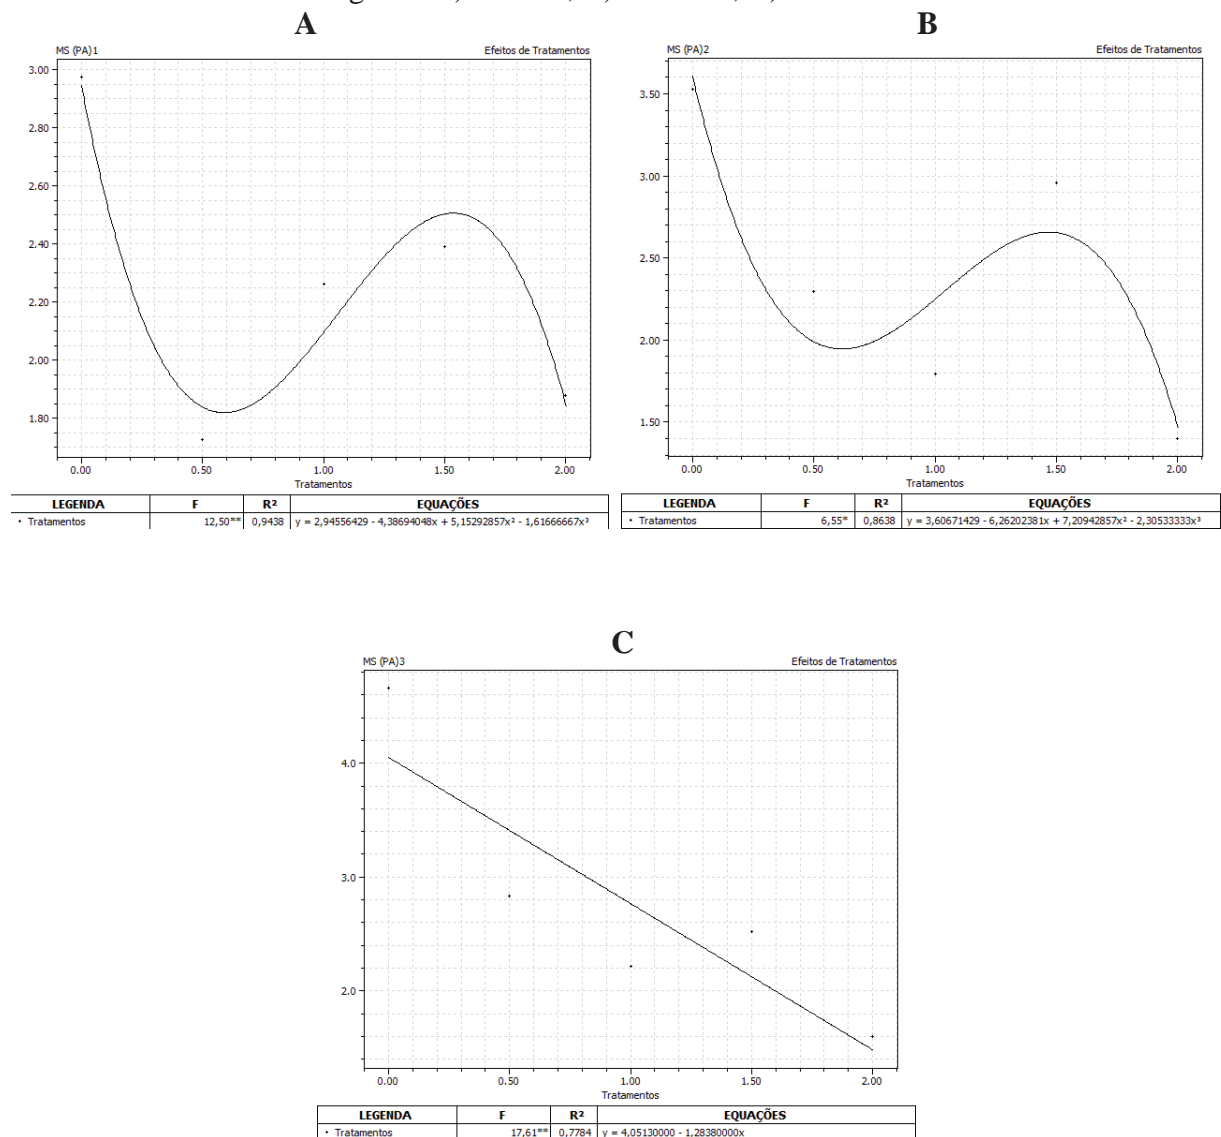 A
B
MS (PA)1 Efeitos de Tratamentos
MS (PA)2 Efeitos de Tratamentos
3.00
2.80
2.60
2.40
2.20
2.00
1.80
0.00 0.50 1.00 1.50 2.00
Tratamentos
3.50
3.00
2.50
2.00
1.50
0.00 0.50 1.00 1.50 2.00
Tratamentos
LEGENDA F R² EQUAÇÕES
Tratamentos 12,50** 0,9438 y = 2,94556429 - 4,38694048x + 5,15292857x² - 1,61666667x³
LEGENDA F R² EQUAÇÕES
Tratamentos 6,55* 0,8638 y = 3,60671429 - 6,26202381x + 7,20942857x² - 2,30533333x³
C
MS (PA)3 Efeitos de Tratamentos
4.0
3.0
2.0
0.00 0.50 1.00 1.50 2.00
Tratamentos
LEGENDA F R² EQUAÇÕES
Tratamentos 17,61** 0,7784 y = 4,05130000 - 1,28380000x